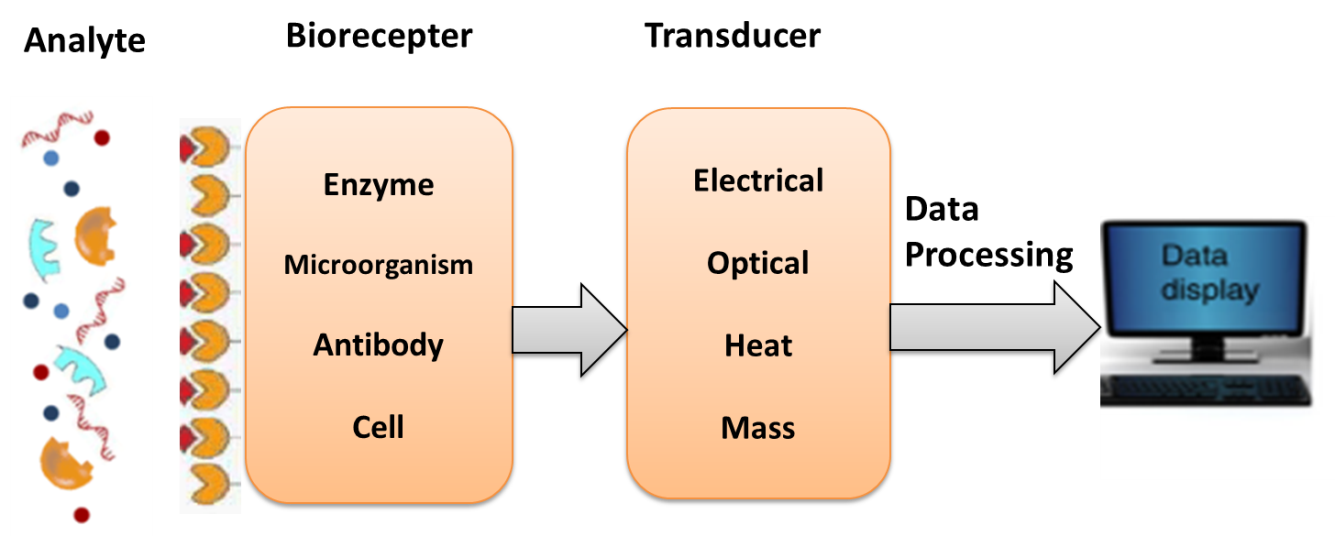 Analyte
Biorecepter
Transducer
Enzyme
Microorganism
Antibody
Cell
Electrical
Optical
Heat
Mass
Data
Processing
Data
display